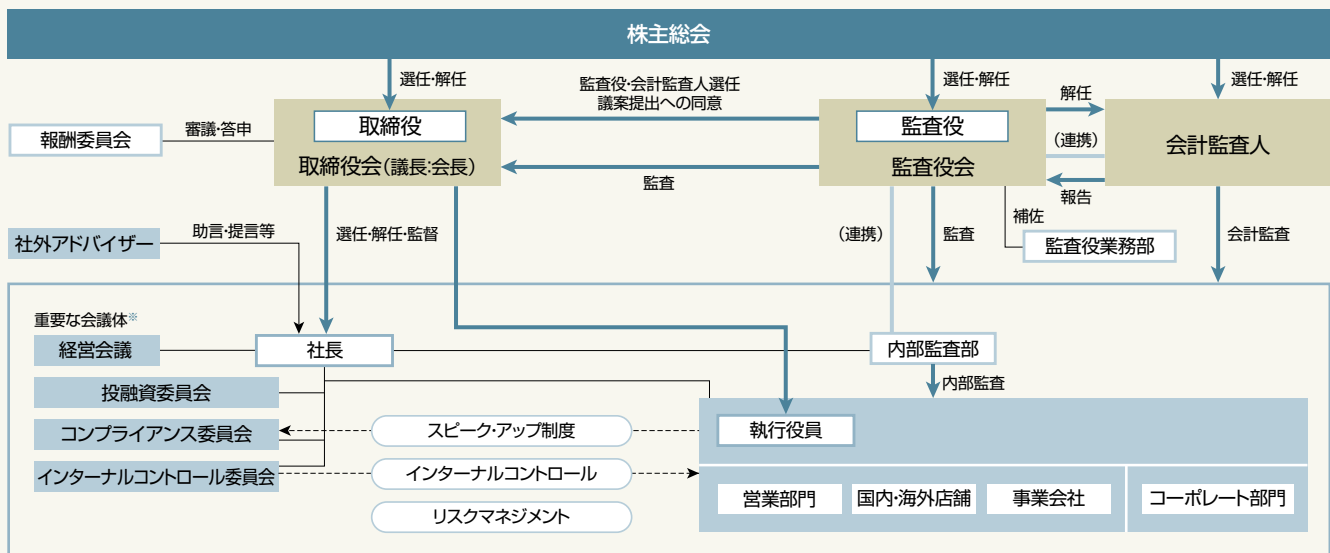 株主総会
選任・解任
監査役・会計監査人選任
議案提出への同意
選任・解任
解任
選任・解任
報酬委員会
審議・答申
取締役
取締役会(議長:会長)
監査役
監査役会
(連携)
会計監査人
監査
報告
社外アドバイザー
助言・提言等
選任・解任・監督
(連携)
監査
補佐
監査役業務部
会計監査
重要な会議体※
経営会議
社長
内部監査部
内部監査
投融資委員会
コンプライアンス委員会
スピーク・アップ制度
執行役員
インターナルコントロール委員会
インターナルコントロール
リスクマネジメント
営業部門
国内・海外店舗
事業会社
コーポレート部門